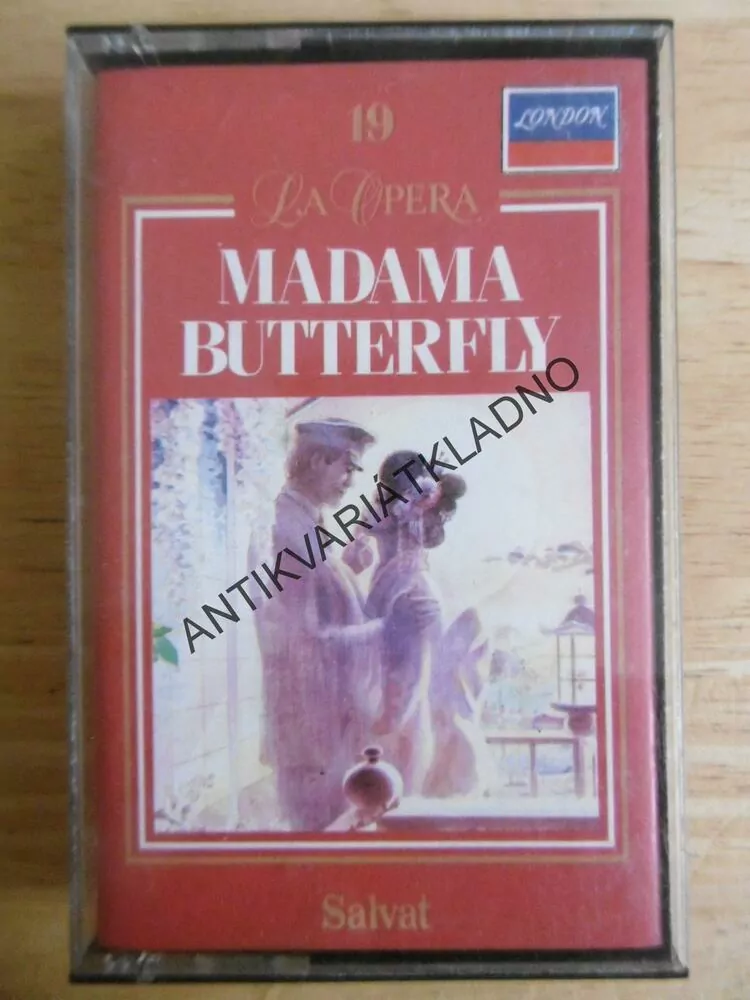 19
LONDON
LA OPERA
MADAMA
BUTTERFLY
ANTIKVARIÁTKLADNO
Salvat